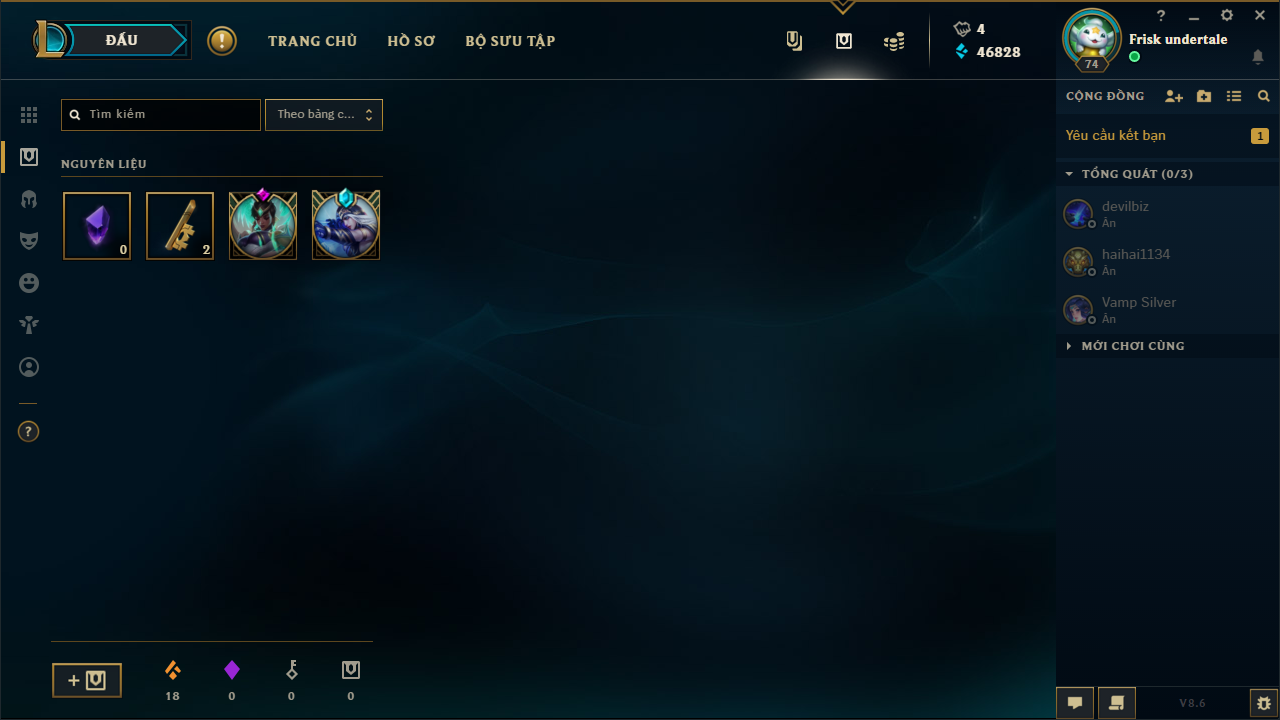 ĐẤU
!
TRANG CHỦ
HỒ SƠ
BỘ SƯU TẬP
4
46828
?
74
Frisk undertale
Tìm kiếm
Theo bảng c...
NGUYÊN LIỆU
0
2
?
18
0
0
0
CỘNG ĐỒNG
Yêu cầu kết bạn
1
TỔNG QUÁT (0/3)
devilbiz
Ẩn
haihai1134
Ẩn
Vamp Silver
Ẩn
MỚI CHƠI CÙNG
V8.6